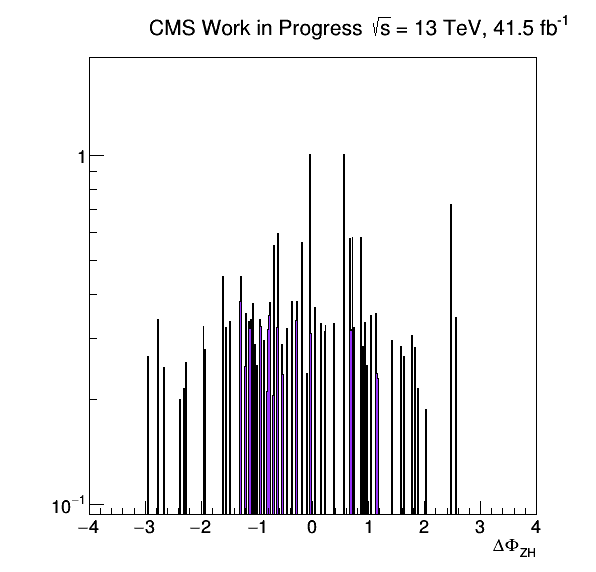 CMS Work in Progress √s = 13 TeV, 41.5 fb⁻¹
1
10⁻¹
−4 −3 −2 −1 0 1 2 3 4
ΔΦ_ZH